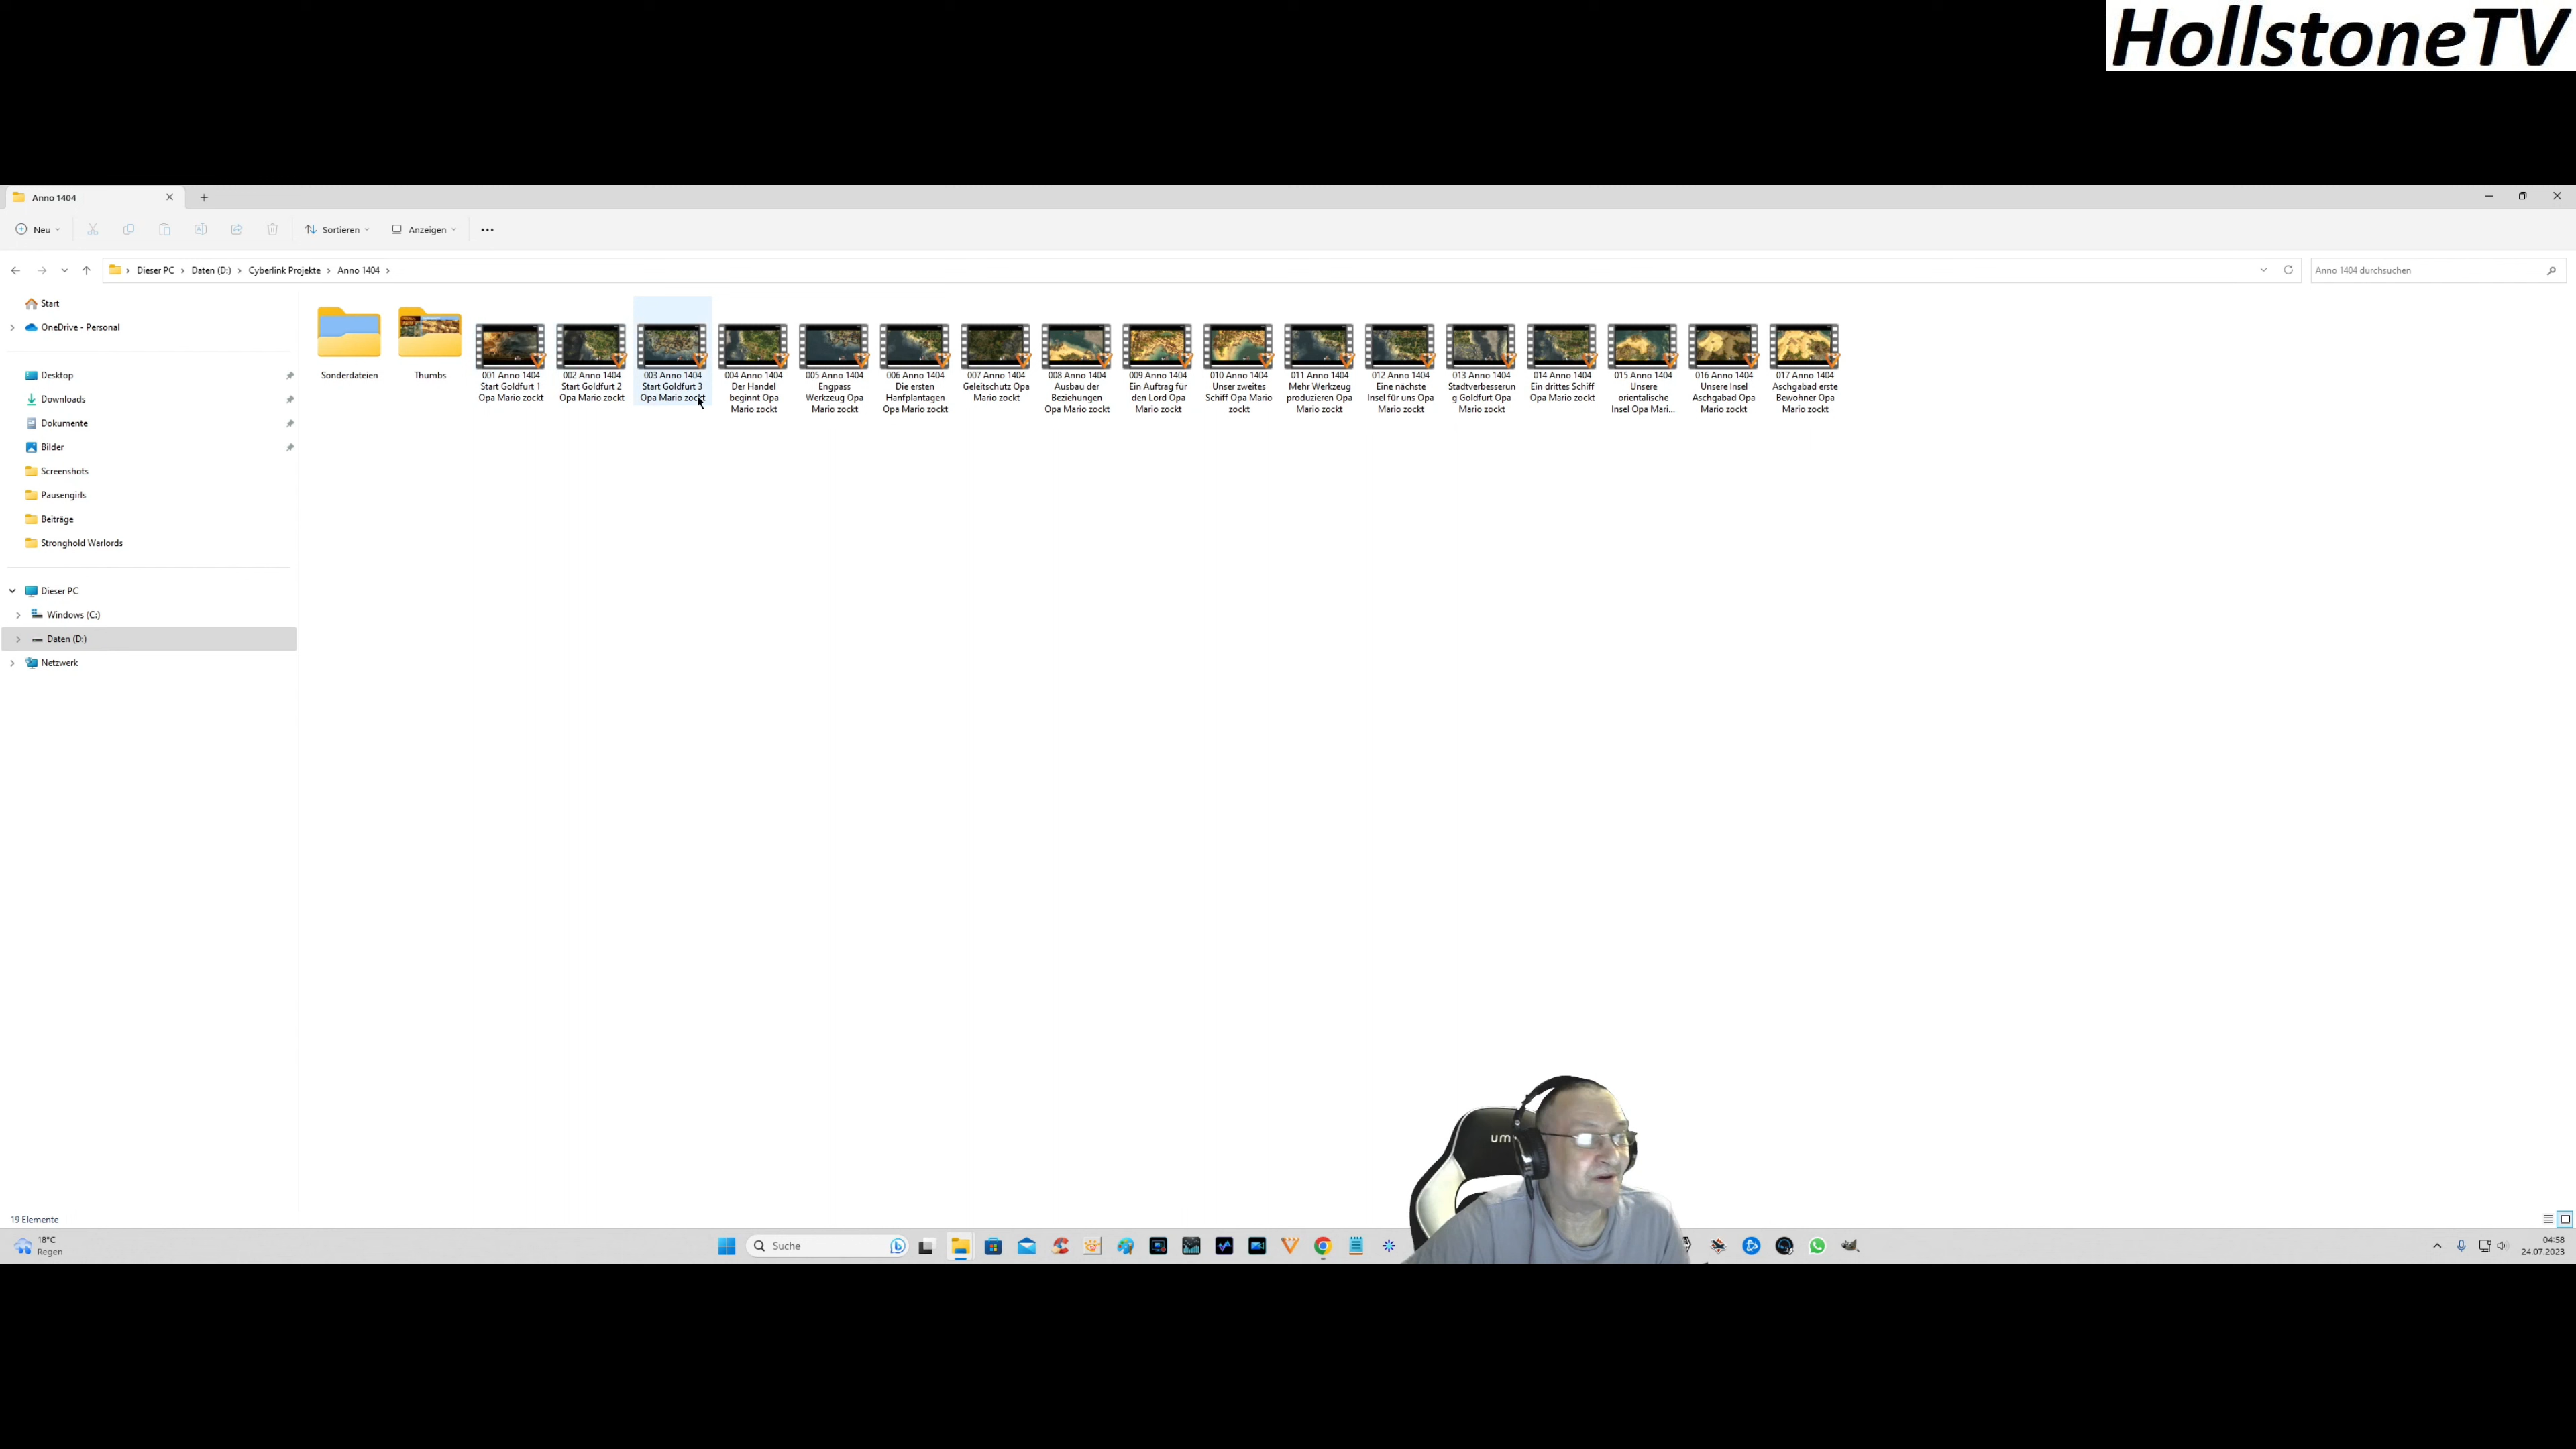 HollstoneTV
Anno 1404
Neu
Sortieren
Anzeigen
Dieser PC
Daten (D:)
Cyberlink Projekte
Anno 1404
Anno 1404 durchsuchen
Start
OneDrive - Personal
Desktop
Downloads
Dokumente
Bilder
Screenshots
Pausengirls
Beiträge
Stronghold Warlords
Dieser PC
Windows (C:)
Daten (D:)
Netzwerk
Sonderdateien
Thumbs
001 Anno 1404
Start Goldfurt 1
Opa Mario zockt
002 Anno 1404
Start Goldfurt 2
Opa Mario zockt
003 Anno 1404
Start Goldfurt 3
Opa Mario zockt
004 Anno 1404
Der Handel
beginnt Opa
Mario zockt
005 Anno 1404
Engpass
Werkzeug Opa
Mario zockt
006 Anno 1404
Die ersten
Hanfplantagen
Opa Mario zockt
007 Anno 1404
Geleitschutz Opa
Mario zockt
008 Anno 1404
Ausbau der
Beziehungen
Opa Mario zockt
009 Anno 1404
Ein Auftrag für
den Lord Opa
Mario zockt
010 Anno 1404
Unser zweites
Schiff Opa Mario
zockt
011 Anno 1404
Mehr Werkzeug
produzieren Opa
Mario zockt
012 Anno 1404
Eine nächste
Insel für uns Opa
Mario zockt
013 Anno 1404
Stadtverbesserun
g Goldfurt Opa
Mario zockt
014 Anno 1404
Ein drittes Schiff
Opa Mario zockt
015 Anno 1404
Unsere
orientalische
Insel Opa Mari...
016 Anno 1404
Unsere Insel
Aschgabad Opa
Mario zockt
017 Anno 1404
Aschgabad erste
Bewohner Opa
Mario zockt
um
19 Elemente
18°C
Regen
Suche
04:58
24.07.2023